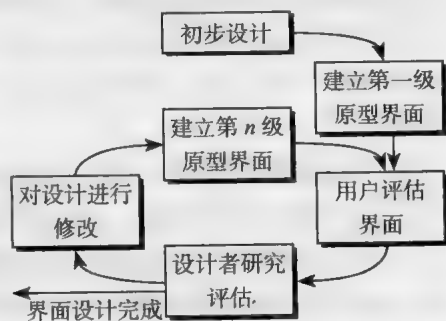 初步设计
建立第一级
原型界面
建立第 n 级
原型界面
用户评估
界面
对设计进行
修改
设计者研究
评估.
界面设计完成